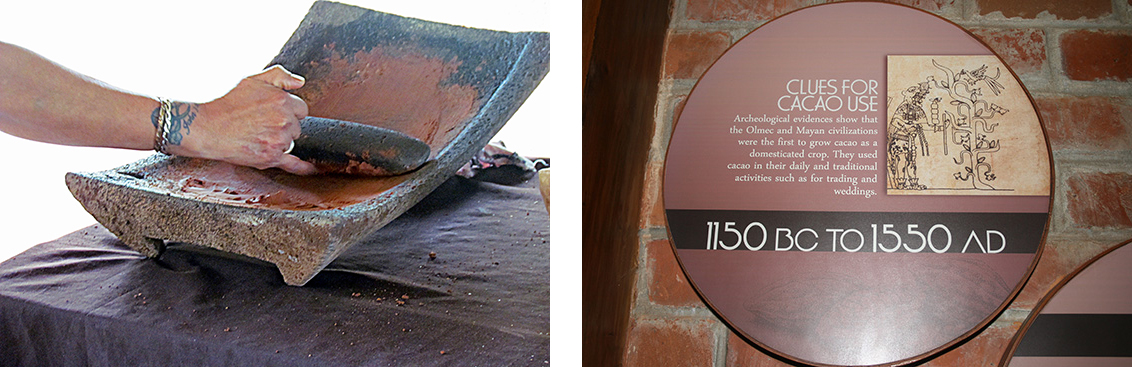 CLUES FOR
CACAO USE
Archeological evidences show that
the Olmec and Mayan civilizations
were the first to grow cacao as a
domesticated crop. They used
cacao in their daily and traditional
activities such as for trading and
weddings.
1150 BC TO 1550 AD